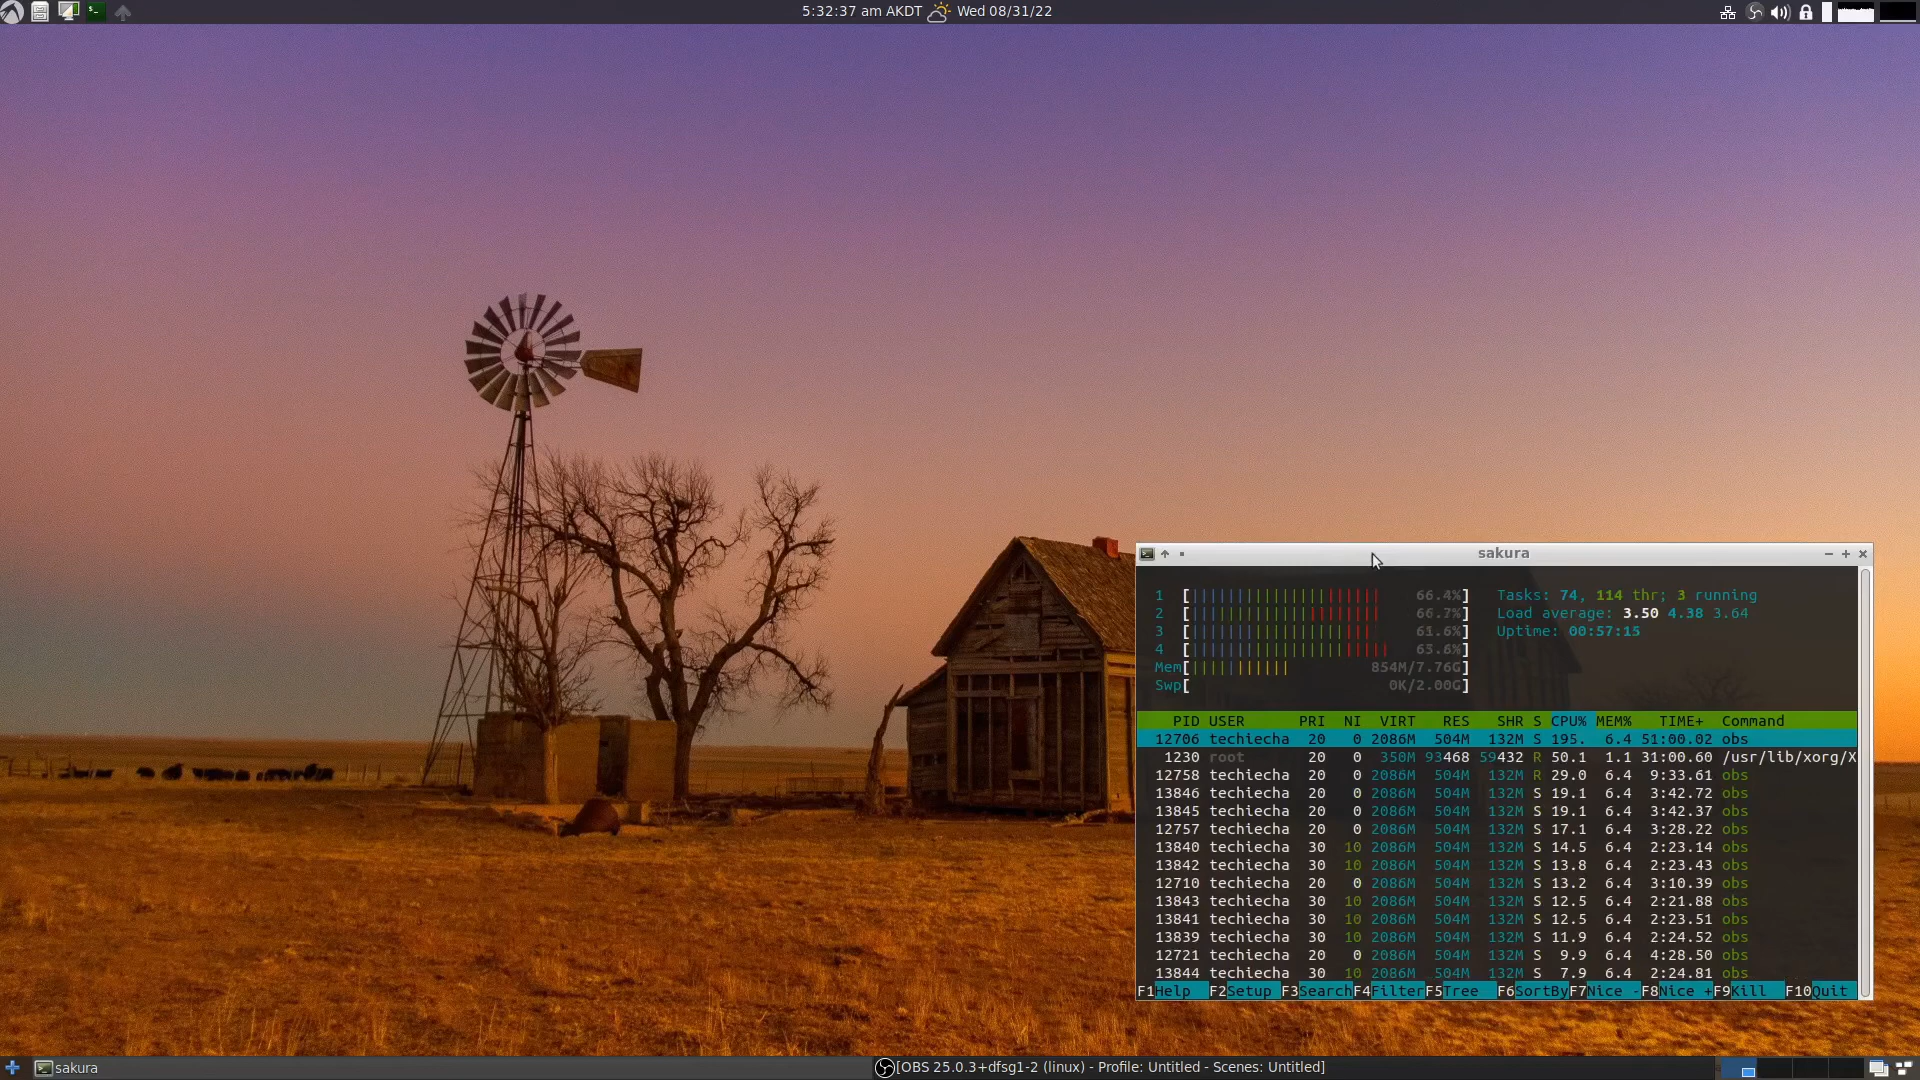 5:32:37 am AKDT Wed 08/31/22
sakura
1 [|||||||||||||||||||||| 66.4%] Tasks: 74, 114 thr; 3 running
2 [|||||||||||||||||||||| 66.7%] Load average: 3.50 4.38 3.64
3 [||||||||||||||||||||| 61.6%] Uptime: 00:57:15
4 [||||||||||||||||||||||| 63.6%]
Mem[||||||||||| 854M/7.76G]
Swp[ 0K/2.00G]
PID USER PRI NI VIRT RES SHR S CPU% MEM% TIME+ Command
12706 techiecha 20 0 2086M 504M 132M S 195. 6.4 51:00.02 obs
1230 root 20 0 350M 93468 59432 R 50.1 1.1 31:00.60 /usr/lib/xorg/X
12758 techiecha 20 0 2086M 504M 132M R 29.0 6.4 9:33.61 obs
13846 techiecha 20 0 2086M 504M 132M S 19.1 6.4 3:42.72 obs
13845 techiecha 20 0 2086M 504M 132M S 19.1 6.4 3:42.37 obs
12757 techiecha 20 0 2086M 504M 132M S 17.1 6.4 3:28.22 obs
13840 techiecha 30 10 2086M 504M 132M S 14.5 6.4 2:23.14 obs
13842 techiecha 30 10 2086M 504M 132M S 13.8 6.4 2:23.43 obs
12710 techiecha 20 0 2086M 504M 132M S 13.2 6.4 3:10.39 obs
13843 techiecha 30 10 2086M 504M 132M S 12.5 6.4 2:21.88 obs
13841 techiecha 30 10 2086M 504M 132M S 12.5 6.4 2:23.51 obs
13839 techiecha 30 10 2086M 504M 132M S 11.9 6.4 2:24.52 obs
12721 techiecha 20 0 2086M 504M 132M S 9.9 6.4 4:28.50 obs
13844 techiecha 30 10 2086M 504M 132M S 7.9 6.4 2:24.81 obs
F1Help F2Setup F3SearchF4FilterF5Tree F6SortByF7Nice -F8Nice +F9Kill F10Quit
sakura
[OBS 25.0.3+dfsg1-2 (linux) - Profile: Untitled - Scenes: Untitled]